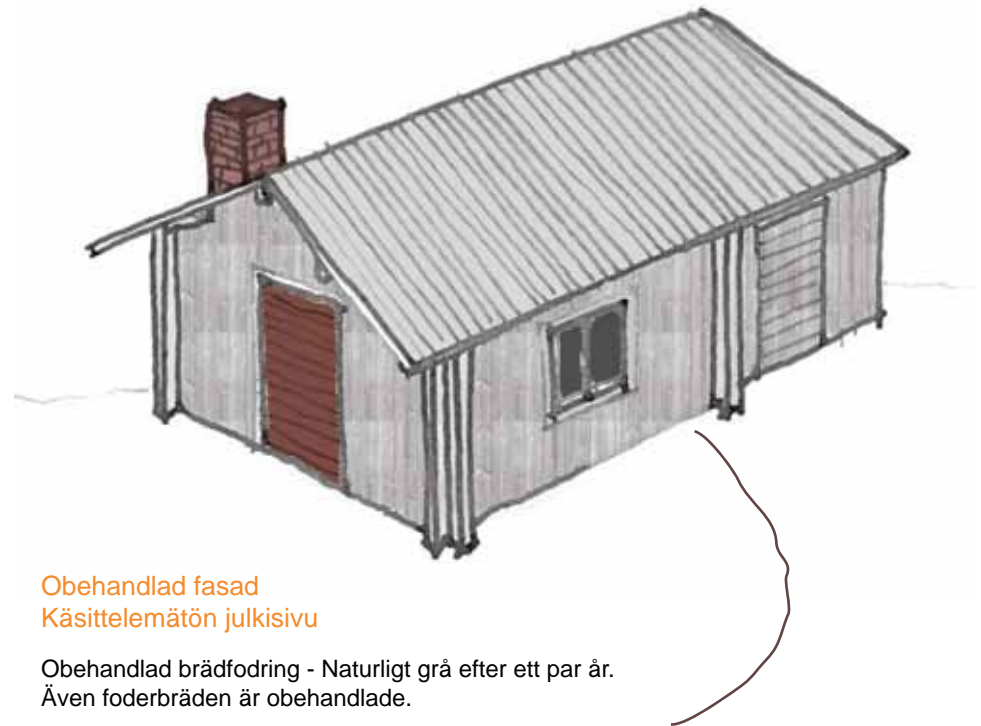 Obehandlad fasad
Käsittelemätön julkisivu
Obehandlad brädfodring - Naturligt grå efter ett par år.
Även foderbräden är obehandlade.